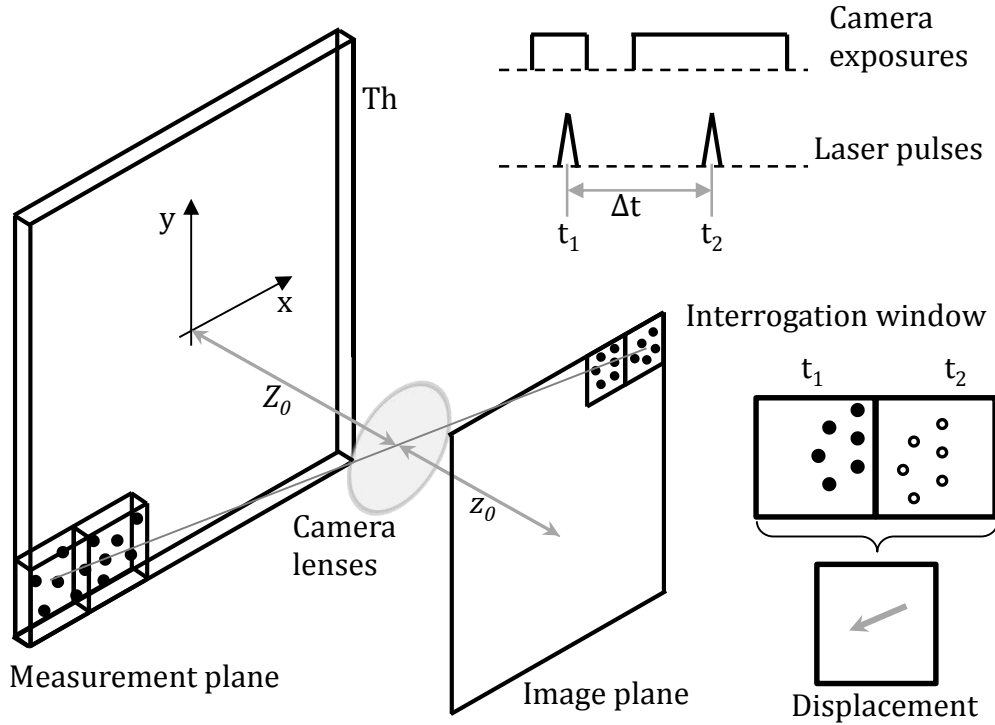 Camera
exposures
Th
Laser pulses
Δt
t1 t2
y
x
Interrogation window
t1 t2
Z0
z0
Camera
lenses
Measurement plane
Image plane
Displacement